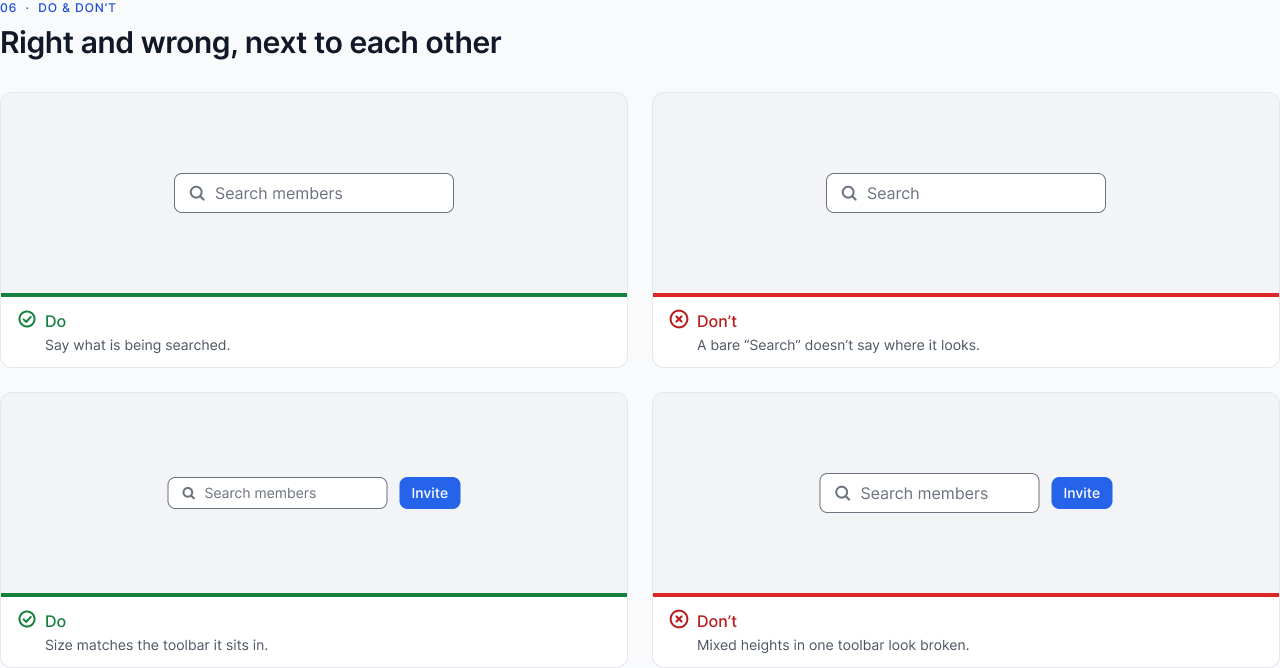 06 · DO & DON’T
Right and wrong, next to each other
Search members
Search
Do
Say what is being searched.
Don’t
A bare “Search” doesn’t say where it looks.
Search members
Invite
Search members
Invite
Do
Size matches the toolbar it sits in.
Don’t
Mixed heights in one toolbar look broken.